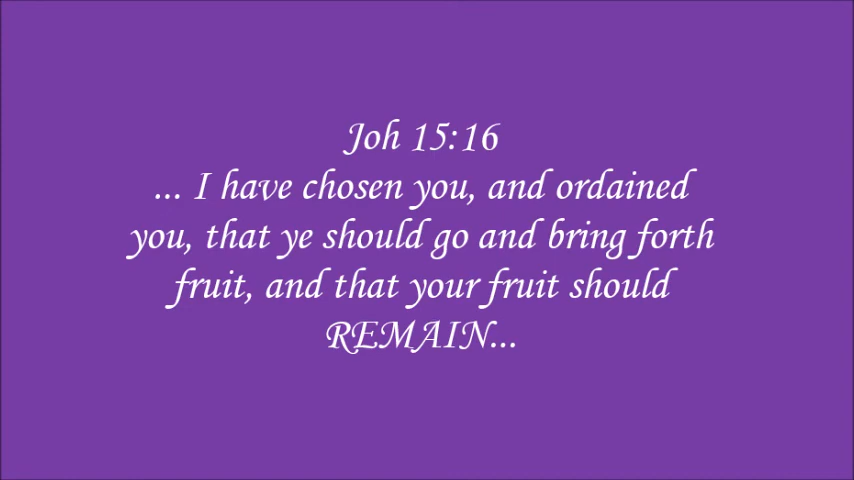 Joh 15:16
... I have chosen you, and ordained
you, that ye should go and bring forth
fruit, and that your fruit should
REMAIN...